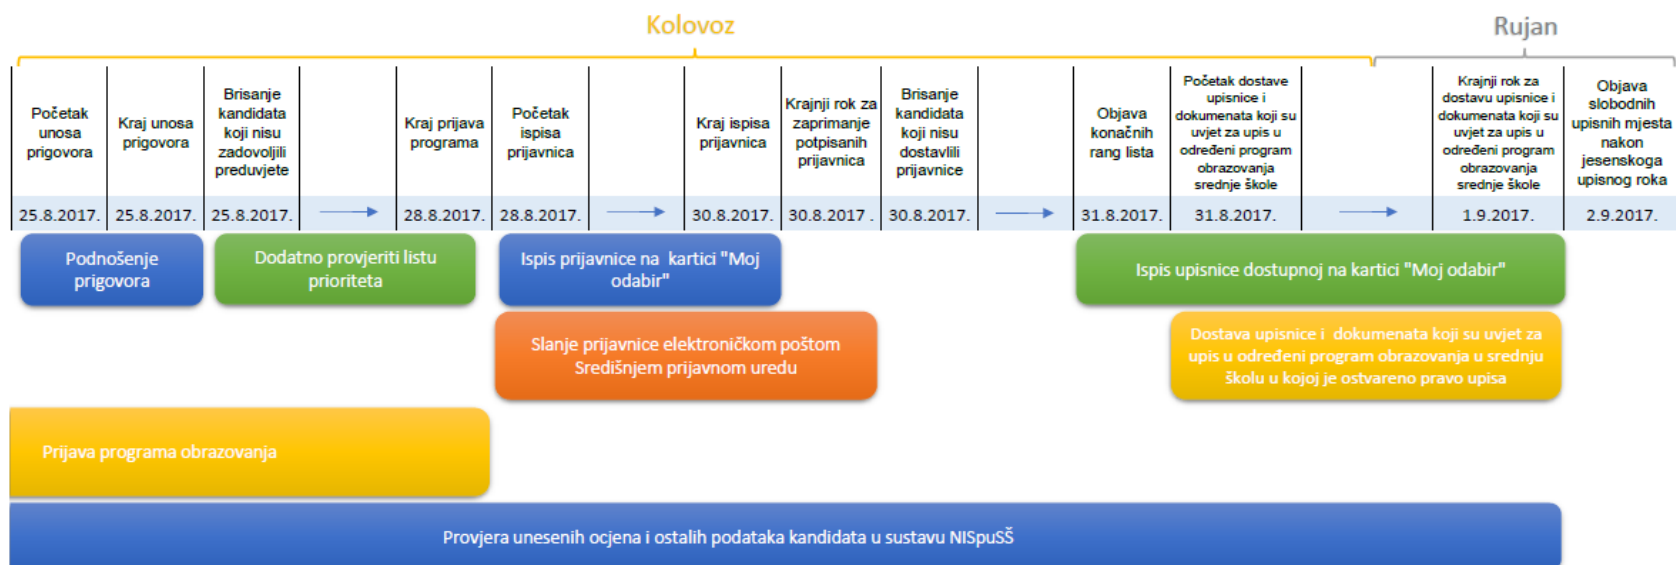 Kolovoz
Rujan
Početak
unosa
prigovora
Kraj unosa
prigovora
Brisanje
kandidata
koji nisu
zadovoljili
preduvjete
Kraj prijava
programa
Početak
ispisa
prijavnica
Kraj ispisa
prijavnica
Krajnji rok za
zaprimanje
potpisanih
prijavnica
Brisanje
kandidata
koji nisu
dostavlili
prijavnice
Objava
konačnih
rang lista
Početak dostave
upisnice i
dokumenata koji su
uvjet za upis u
određeni program
obrazovanja
srednje škole
Krajnji rok za
dostavu upisnice i
dokumenata koji su
uvjet za upis u
određeni program
obrazovanja
srednje škole
Objava
slobodnih
upisnih mjesta
nakon
jesenskoga
upisnog roka
25.8.2017. 25.8.2017. 25.8.2017. 28.8.2017. 28.8.2017. 30.8.2017. 30.8.2017 . 30.8.2017. 31.8.2017. 31.8.2017. 1.9.2017. 2.9.2017.
Podnošenje
prigovora
Dodatno provjeriti listu
prioriteta
Ispis prijavnice na kartici "Moj
odabir"
Ispis upisnice dostupnoj na kartici "Moj odabir"
Slanje prijavnice elektroničkom poštom
Središnjem prijavnom uredu
Dostava upisnice i dokumenata koji su uvjet za
upis u određeni program obrazovanja u srednju
školu u kojoj je ostvareno pravo upisa
Prijava programa obrazovanja
Provjera unesenih ocjena i ostalih podataka kandidata u sustavu NISpuSŠ